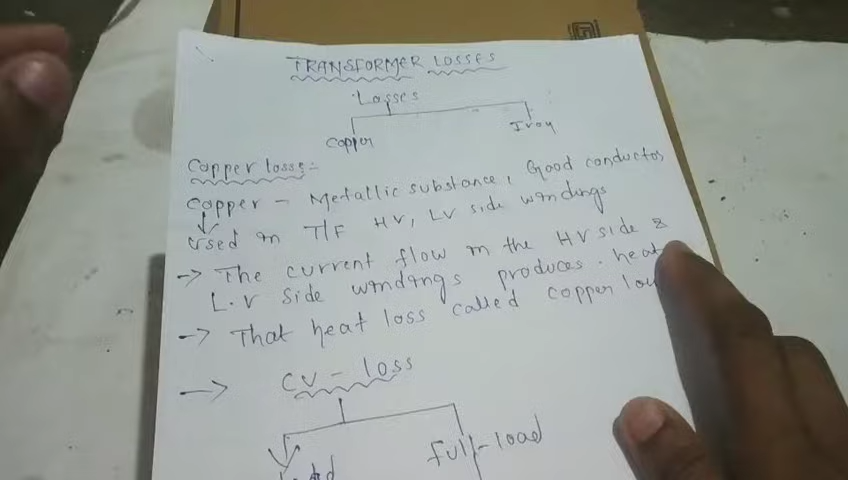 TRANSFORMER LOSSES
Losses
Copper
Iron
Copper loss:-
Copper - Metallic substance, Good conductor
Used in T/F HV, LV side windings
-> The current flow in the HV side &
L.V side windings produces heat
-> That heat loss called copper loss
-> CU - loss
full-load